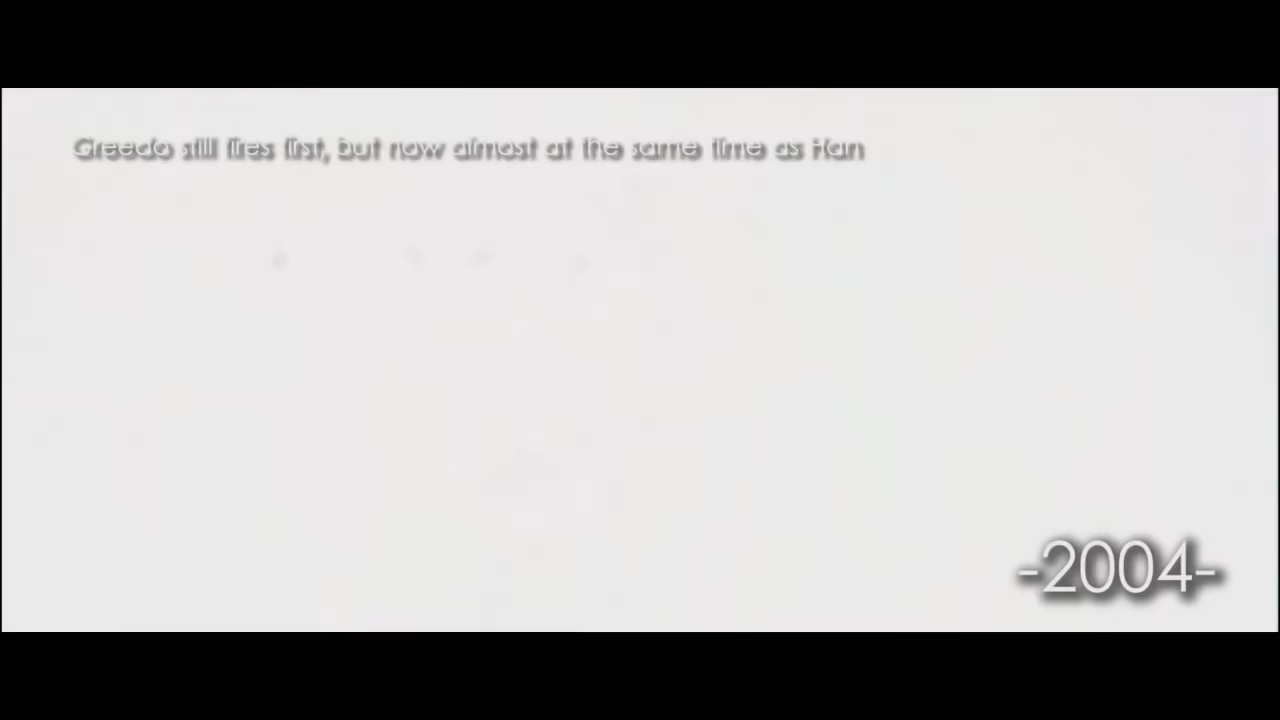 Greedo still fires first, but now almost at the same time as Han
-2004-